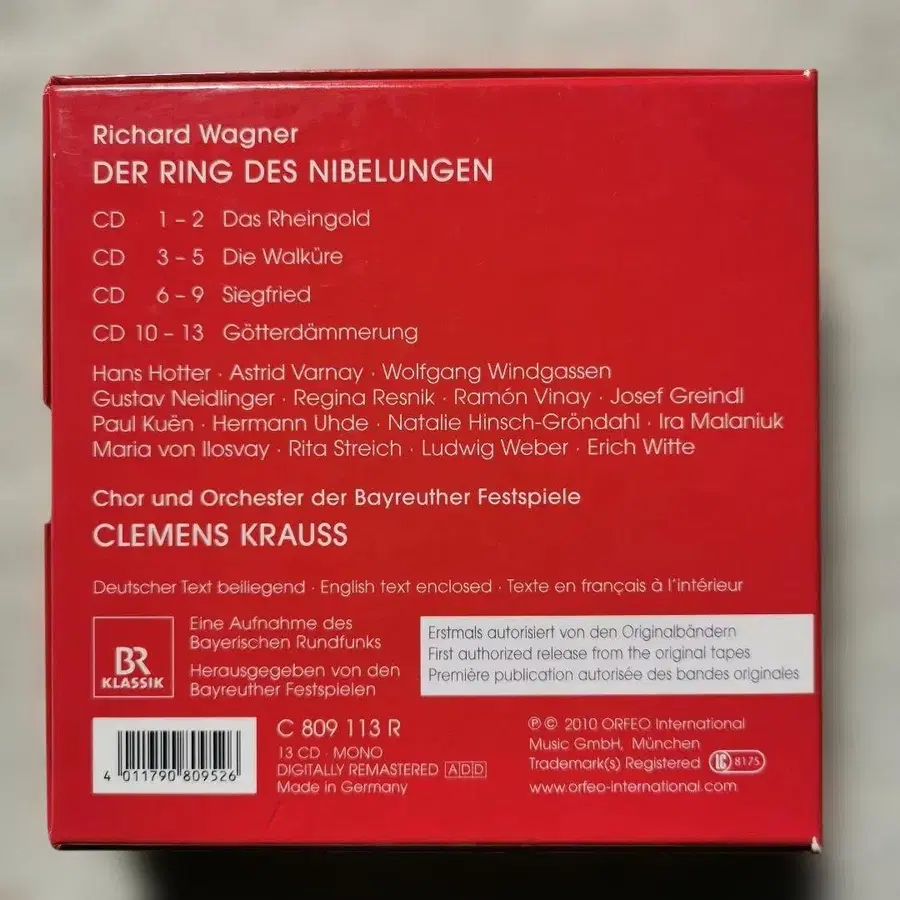 Richard Wagner
DER RING DES NIBELUNGEN
CD 1 – 2 Das Rheingold
CD 3 – 5 Die Walküre
CD 6 – 9 Siegfried
CD 10 – 13 Götterdämmerung
Hans Hotter · Astrid Varnay · Wolfgang Windgassen
Gustav Neidlinger · Regina Resnik · Ramón Vinay · Josef Greindl
Paul Kuën · Hermann Uhde · Natalie Hinsch-Gröndahl · Ira Malaniuk
Maria von Ilosvay · Rita Streich · Ludwig Weber · Erich Witte
Chor und Orchester der Bayreuther Festspiele
CLEMENS KRAUSS
Deutscher Text beiliegend · English text enclosed · Texte en français à l'intérieur
BR
KLASSIK
Eine Aufnahme des
Bayerischen Rundfunks
Herausgegeben von den
Bayreuther Festspielen
Erstmals autorisiert von den Originalbändern
First authorized release from the original tapes
Première publication autorisée des bandes originales
4 011790 809526
C 809 113 R
13 CD · MONO
DIGITALLY REMASTERED ADD
Made in Germany
℗ © 2010 ORFEO International
Music GmbH, München
Trademark(s) Registered LC 8175
www.orfeo-international.com